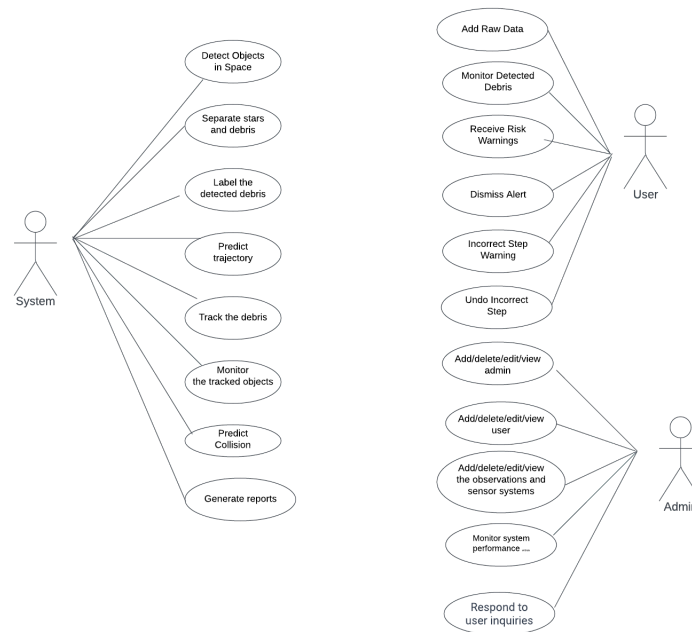 Detect Objects
in Space
Separate stars
and debris
Label the
detected debris
Predict
trajectory
Track the debris
Monitor
the tracked objects
Predict
Collision
Generate reports
System
Add Raw Data
Monitor Detected
Debris
Receive Risk
Warnings
Dismiss Alert
Incorrect Step
Warning
Undo Incorrect
Step
User
Add/delete/edit/view
admin
Add/delete/edit/view
user
Add/delete/edit/view
the observations and
sensor systems
Monitor system
performance
Respond to
user inquiries
Admin